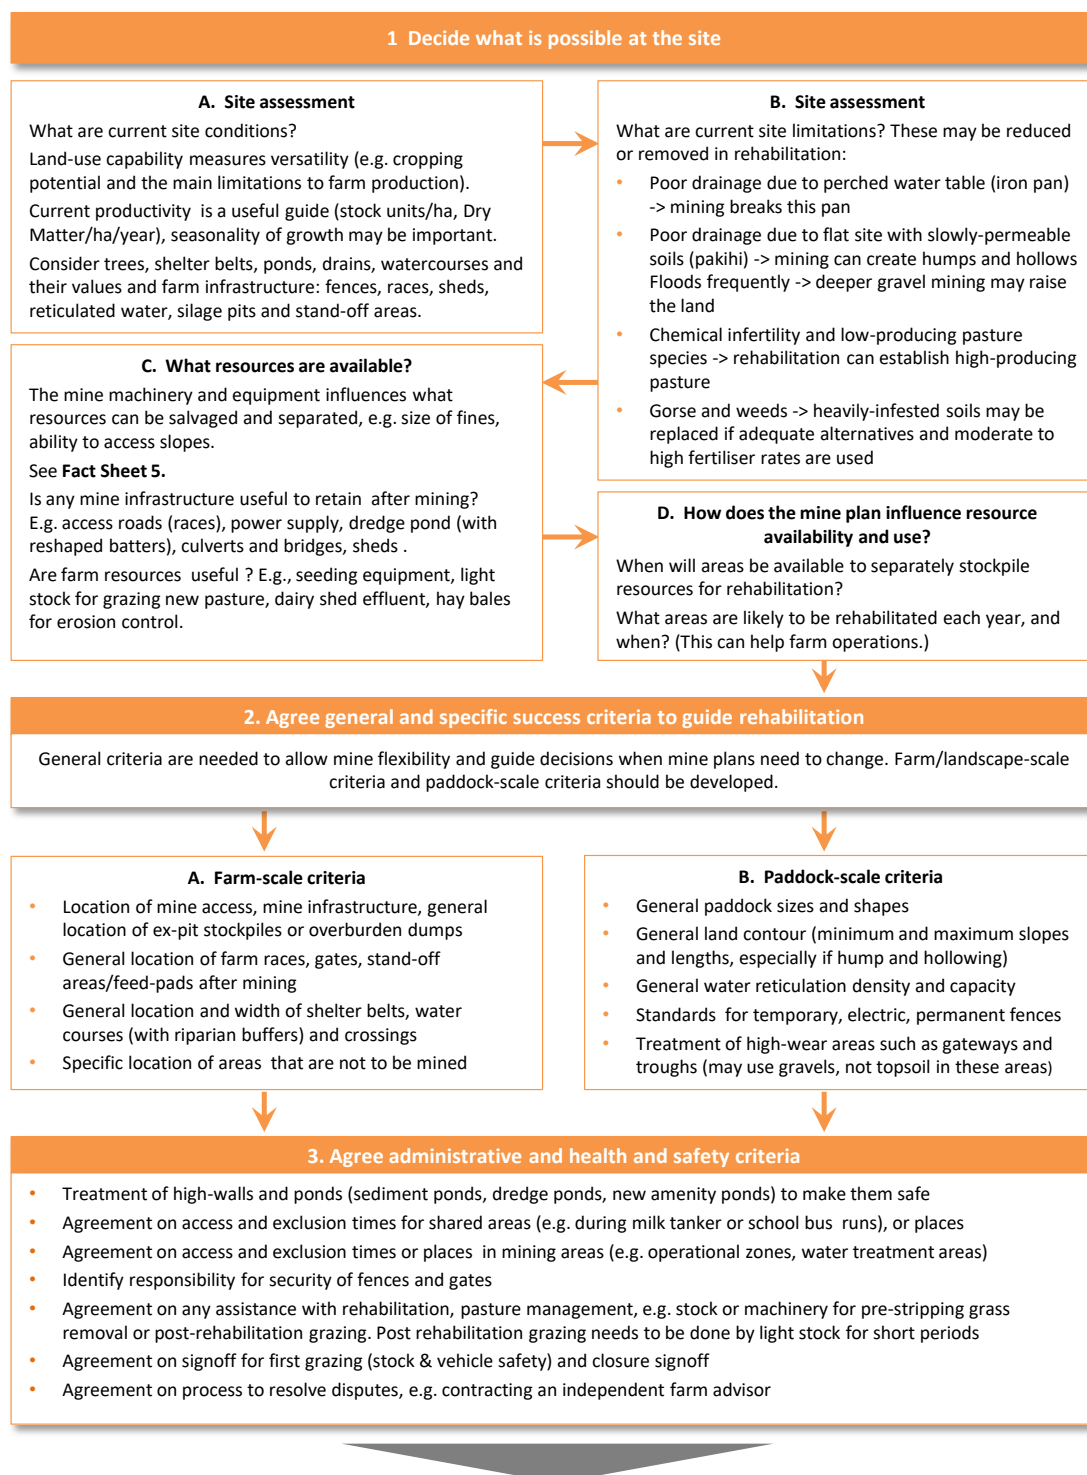 1 Decide what is possible at the site
A. Site assessment
What are current site conditions?
Land-use capability measures versatility (e.g. cropping
potential and the main limitations to farm production).
Current productivity is a useful guide (stock units/ha, Dry
Matter/ha/year), seasonality of growth may be important.
Consider trees, shelter belts, ponds, drains, watercourses and
their values and farm infrastructure: fences, races, sheds,
reticulated water, silage pits and stand-off areas.
B. Site assessment
What are current site limitations? These may be reduced
or removed in rehabilitation:
• Poor drainage due to perched water table (iron pan)
-> mining breaks this pan
• Poor drainage due to flat site with slowly-permeable
soils (pakihi) -> mining can create humps and hollows
Floods frequently -> deeper gravel mining may raise
the land
• Chemical infertility and low-producing pasture
species -> rehabilitation can establish high-producing
pasture
• Gorse and weeds -> heavily-infested soils may be
replaced if adequate alternatives and moderate to
high fertiliser rates are used
C. What resources are available?
The mine machinery and equipment influences what
resources can be salvaged and separated, e.g. size of fines,
ability to access slopes.
See Fact Sheet 5.
Is any mine infrastructure useful to retain after mining?
E.g. access roads (races), power supply, dredge pond (with
reshaped batters), culverts and bridges, sheds .
Are farm resources useful ? E.g., seeding equipment, light
stock for grazing new pasture, dairy shed effluent, hay bales
for erosion control.
D. How does the mine plan influence resource
availability and use?
When will areas be available to separately stockpile
resources for rehabilitation?
What areas are likely to be rehabilitated each year, and
when? (This can help farm operations.)
2. Agree general and specific success criteria to guide rehabilitation
General criteria are needed to allow mine flexibility and guide decisions when mine plans need to change. Farm/landscape-scale
criteria and paddock-scale criteria should be developed.
A. Farm-scale criteria
• Location of mine access, mine infrastructure, general
location of ex-pit stockpiles or overburden dumps
• General location of farm races, gates, stand-off
areas/feed-pads after mining
• General location and width of shelter belts, water
courses (with riparian buffers) and crossings
• Specific location of areas that are not to be mined
B. Paddock-scale criteria
• General paddock sizes and shapes
• General land contour (minimum and maximum slopes
and lengths, especially if hump and hollowing)
• General water reticulation density and capacity
• Standards for temporary, electric, permanent fences
• Treatment of high-wear areas such as gateways and
troughs (may use gravels, not topsoil in these areas)
3. Agree administrative and health and safety criteria
• Treatment of high-walls and ponds (sediment ponds, dredge ponds, new amenity ponds) to make them safe
• Agreement on access and exclusion times for shared areas (e.g. during milk tanker or school bus runs), or places
• Agreement on access and exclusion times or places in mining areas (e.g. operational zones, water treatment areas)
• Identify responsibility for security of fences and gates
• Agreement on any assistance with rehabilitation, pasture management, e.g. stock or machinery for pre-stripping grass
removal or post-rehabilitation grazing. Post rehabilitation grazing needs to be done by light stock for short periods
• Agreement on signoff for first grazing (stock & vehicle safety) and closure signoff
• Agreement on process to resolve disputes, e.g. contracting an independent farm advisor